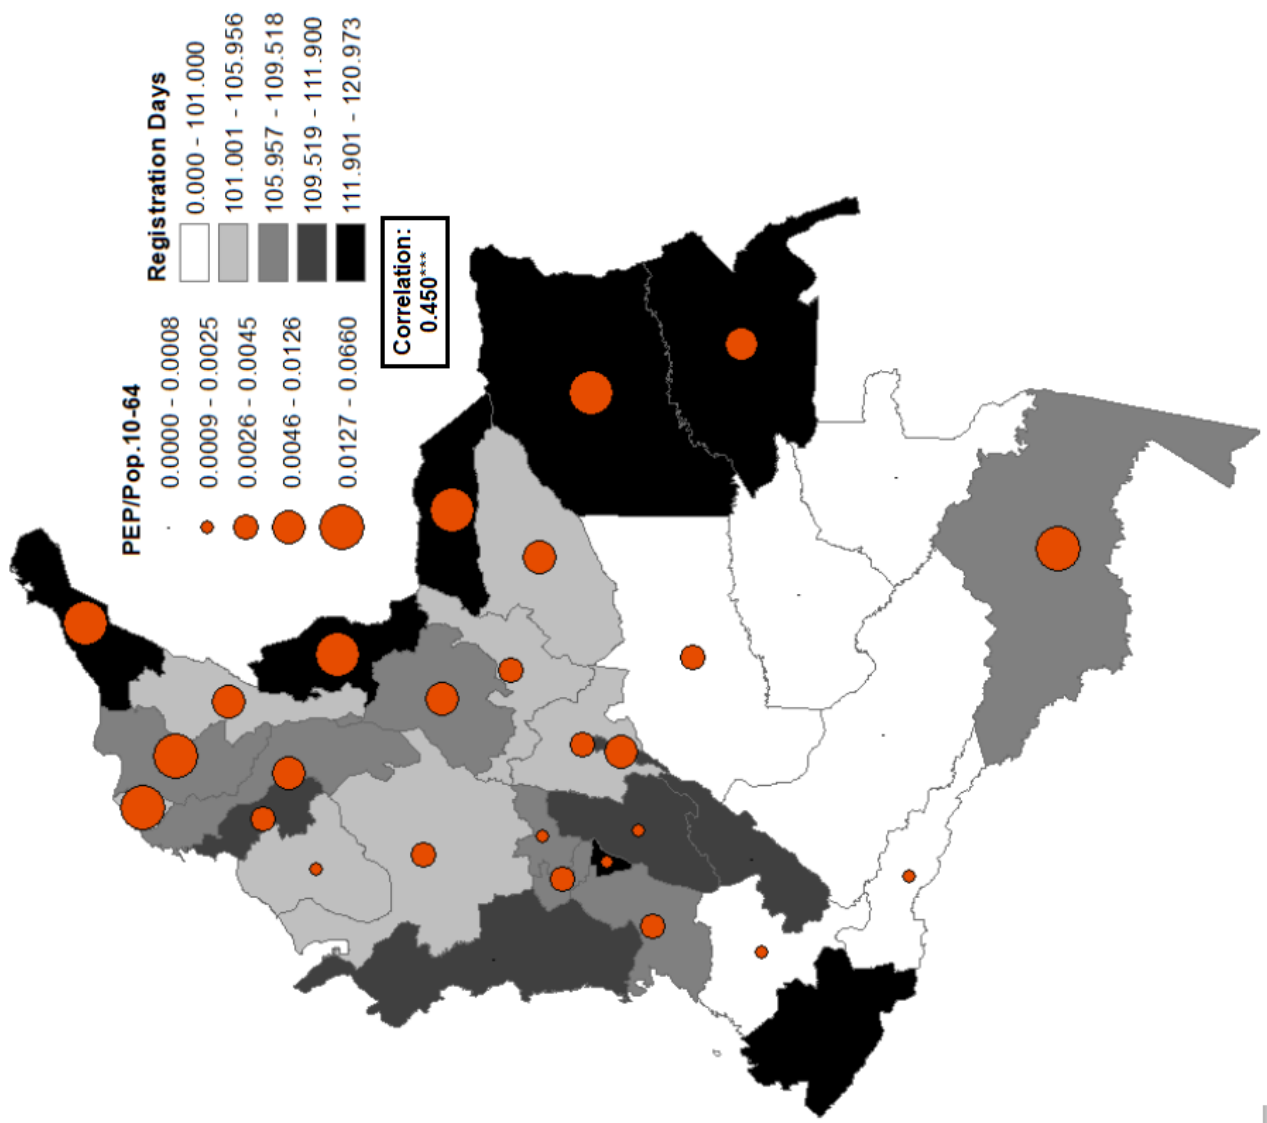 PEP/Pop.10-64
0.0000 - 0.0008
0.0009 - 0.0025
0.0026 - 0.0045
0.0046 - 0.0126
0.0127 - 0.0660
Registration Days
0.000 - 101.000
101.001 - 105.956
105.957 - 109.518
109.519 - 111.900
111.901 - 120.973
Correlation:
0.450***